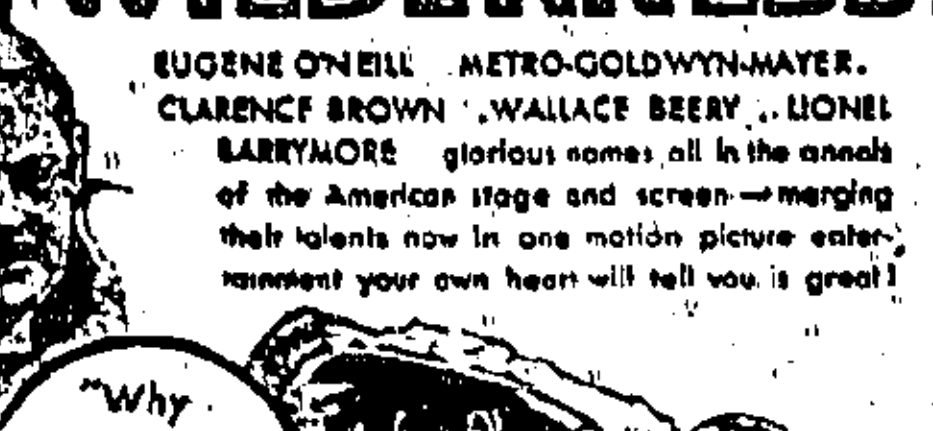 WILDERNESS
EUGENE O'NEILL METRO-GOLDWYN-MAYER.
CLARENCE BROWN . WALLACE BEERY .. LIONEL
BARRYMORE glorious names all in the annals
of the American stage and screen — merging
their talents now in one motion picture enter-
tainment your own heart will tell you is great!
"Why